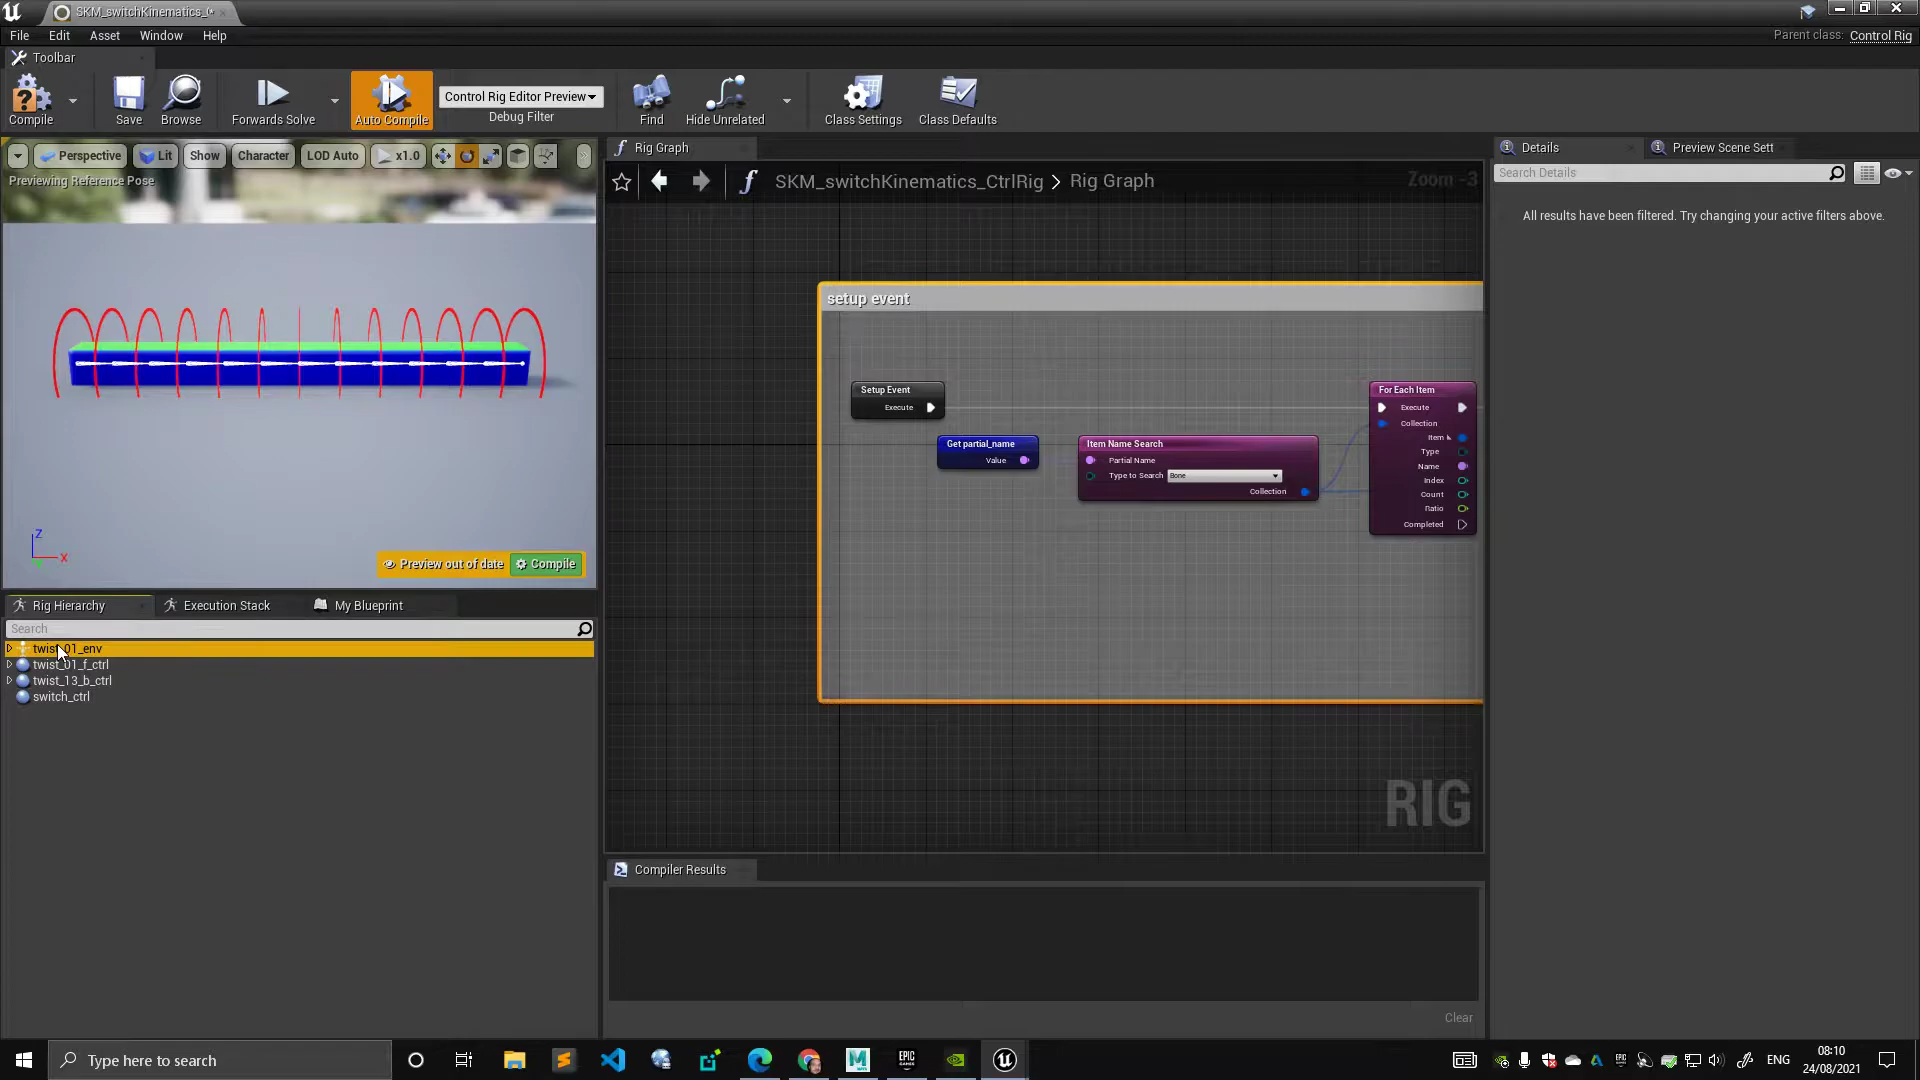 SKM_switchKinematics_C*
File Edit Asset Window Help
Parent class: Control Rig
Toolbar
Compile
Save
Browse
Forwards Solve
Auto Compile
Control Rig Editor Preview
Debug Filter
Find
Hide Unrelated
Class Settings
Class Defaults
Perspective
Lit
Show
Character
LOD Auto
x1.0
Previewing Reference Pose
Z
X
Preview out of date
Compile
Rig Graph
SKM_switchKinematics_CtrlRig > Rig Graph
Zoom -3
setup event
Setup Event
Execute
Get partial_name
Value
Item Name Search
Partial Name
Type to Search Bone
Collection
For Each Item
Execute
Collection
Item
Type
Name
Index
Count
Ratio
Completed
RIG
Details
Preview Scene Sett
Search Details
All results have been filtered. Try changing your active filters above.
Rig Hierarchy
Execution Stack
My Blueprint
Search
twist_01_env
twist_01_f_ctrl
twist_13_b_ctrl
switch_ctrl
Compiler Results
Clear
Type here to search
ENG
08:10
24/08/2021